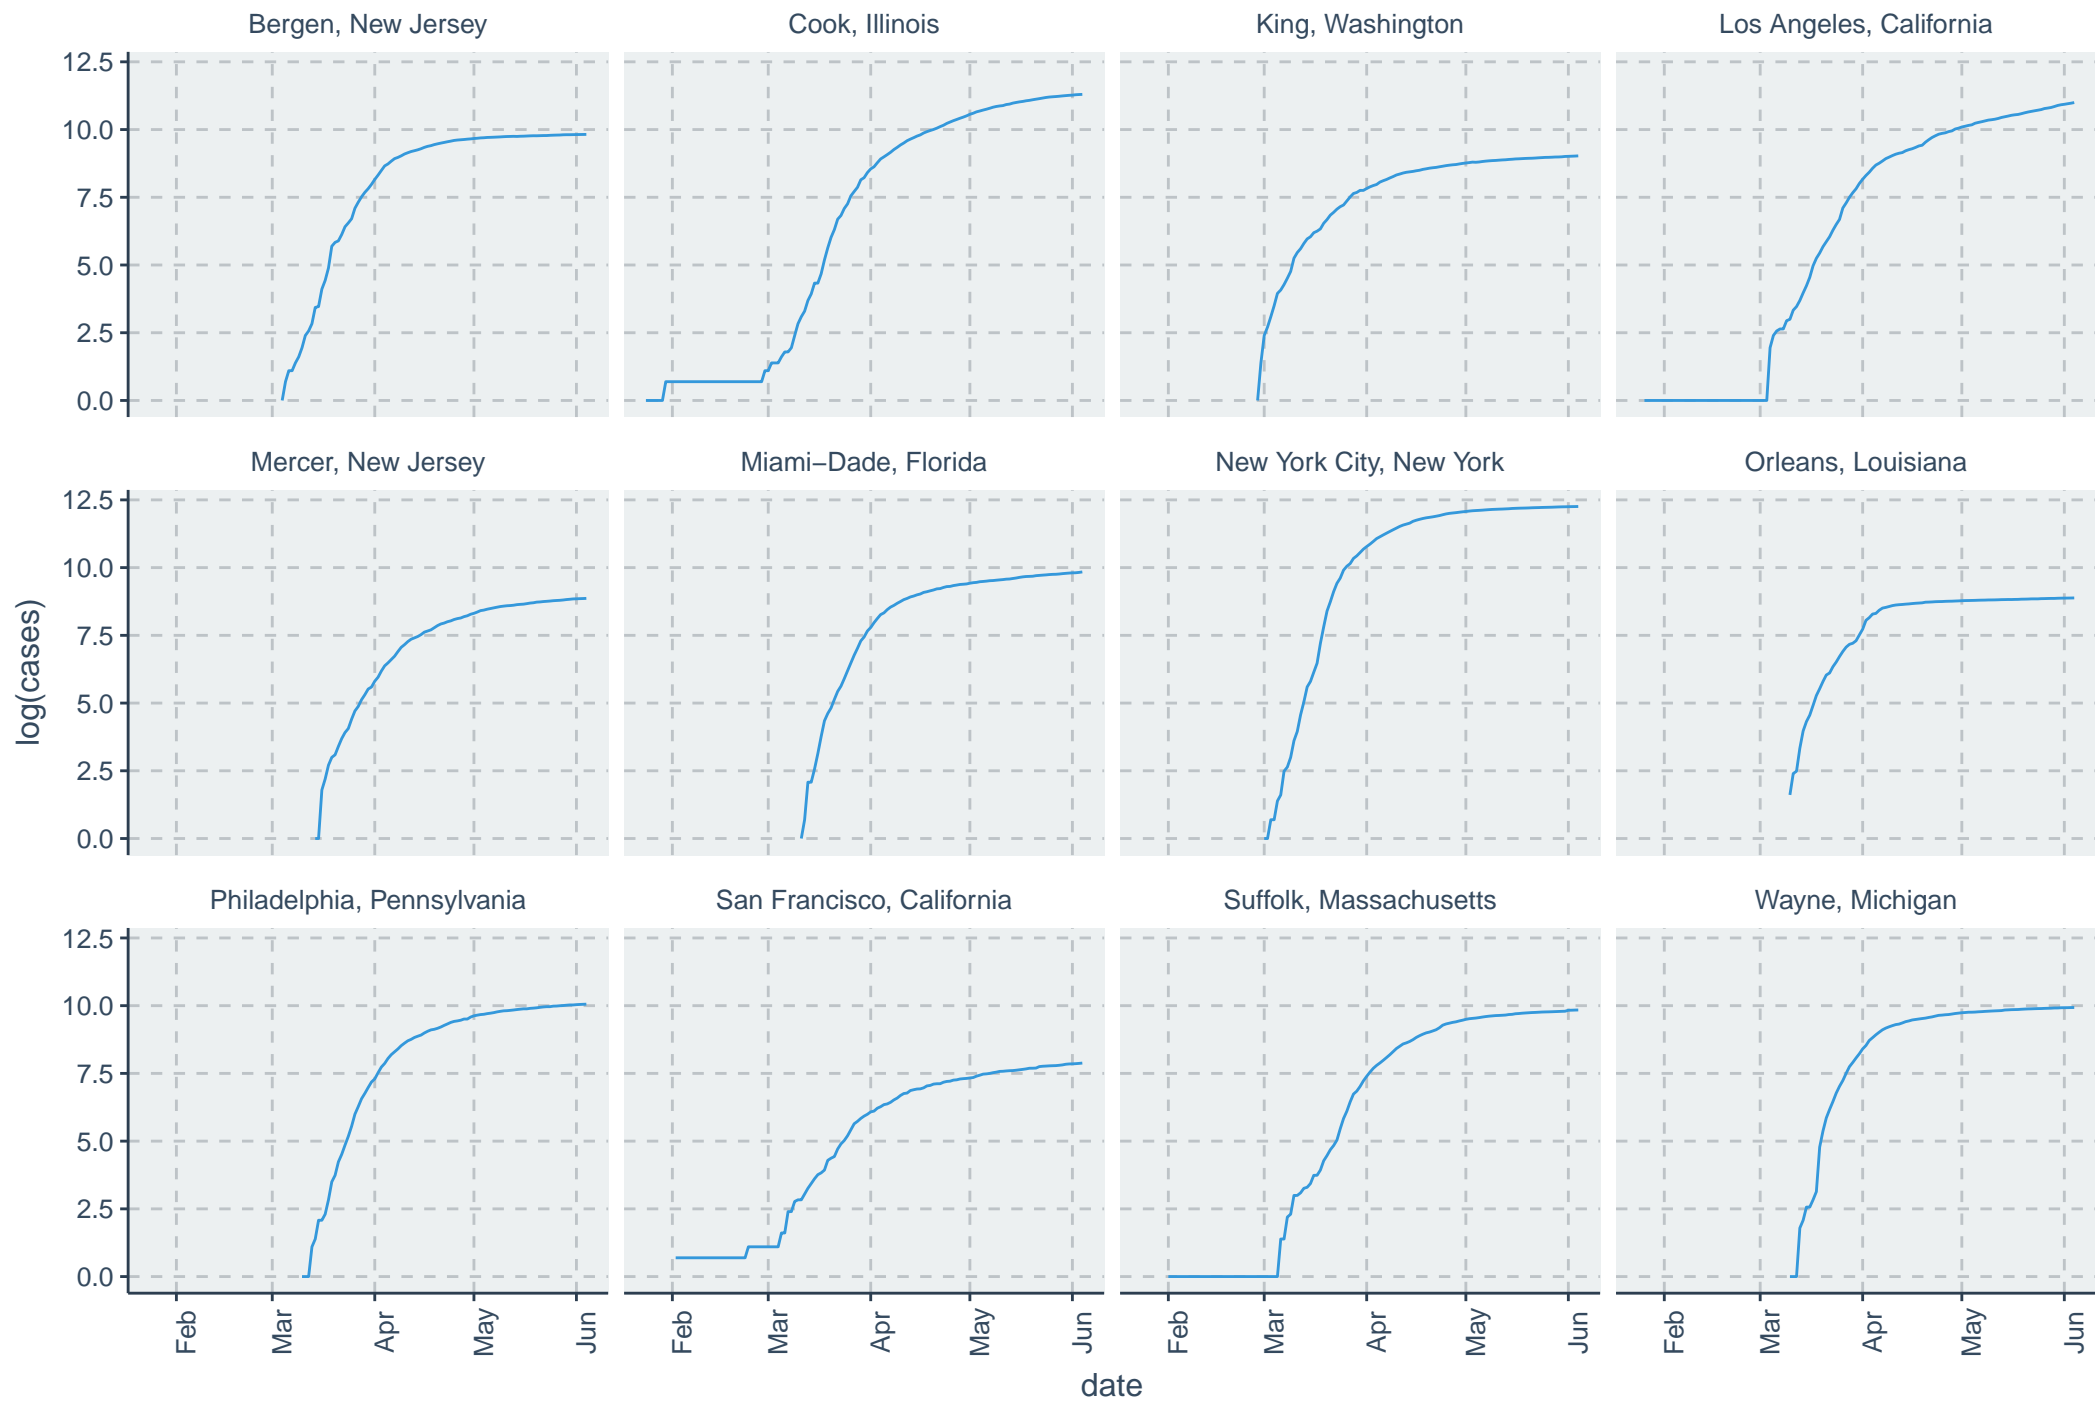 Bergen, New Jersey
Cook, Illinois
King, Washington
Los Angeles, California
12.5
10.0
7.5
5.0
2.5
0.0
Mercer, New Jersey
Miami−Dade, Florida
New York City, New York
Orleans, Louisiana
12.5
10.0
7.5
5.0
2.5
0.0
log(cases)
Philadelphia, Pennsylvania
San Francisco, California
Suffolk, Massachusetts
Wayne, Michigan
12.5
10.0
7.5
5.0
2.5
0.0
Feb
Mar
Apr
May
Jun
Feb
Mar
Apr
May
Jun
Feb
Mar
Apr
May
Jun
Feb
Mar
Apr
May
Jun
date